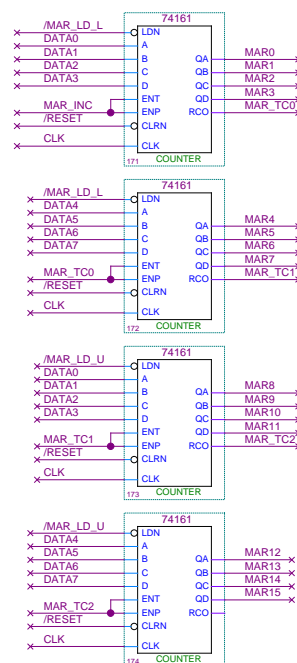 74161
/MAR_LD_L LDN
DATA0 A
DATA1 B QA MAR0
DATA2 C QB MAR1
DATA3 D QC MAR2
ENT QD MAR3
MAR_INC ENP RCO MAR_TC0
/RESET CLRN
CLK CLK
171 COUNTER
74161
/MAR_LD_L LDN
DATA4 A
DATA5 B QA MAR4
DATA6 C QB MAR5
DATA7 D QC MAR6
ENT QD MAR7
MAR_TC0 ENP RCO MAR_TC1
/RESET CLRN
CLK CLK
172 COUNTER
74161
/MAR_LD_U LDN
DATA0 A
DATA1 B QA MAR8
DATA2 C QB MAR9
DATA3 D QC MAR10
ENT QD MAR11
MAR_TC1 ENP RCO MAR_TC2
/RESET CLRN
CLK CLK
173 COUNTER
74161
/MAR_LD_U LDN
DATA4 A
DATA5 B QA MAR12
DATA6 C QB MAR13
DATA7 D QC MAR14
ENT QD MAR15
MAR_TC2 ENP RCO
/RESET CLRN
CLK CLK
174 COUNTER